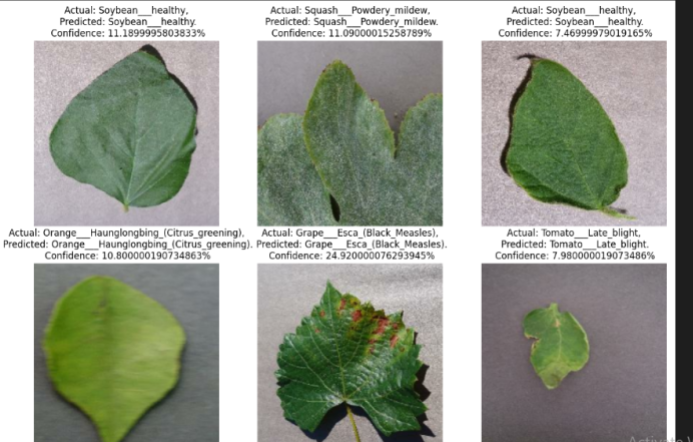 Actual: Soybean___healthy,
Predicted: Soybean___healthy.
Confidence: 11.1899995803833%
Actual: Squash___Powdery_mildew,
Predicted: Squash___Powdery_mildew.
Confidence: 11.09000015258789%
Actual: Soybean___healthy,
Predicted: Soybean___healthy.
Confidence: 7.46999979019165%
Actual: Orange___Haunglongbing_(Citrus_greening),
Predicted: Orange___Haunglongbing_(Citrus_greening).
Confidence: 10.800000190734863%
Actual: Grape___Esca_(Black_Measles),
Predicted: Grape___Esca_(Black_Measles).
Confidence: 24.920000076293945%
Actual: Tomato___Late_blight,
Predicted: Tomato___Late_blight.
Confidence: 7.980000019073486%